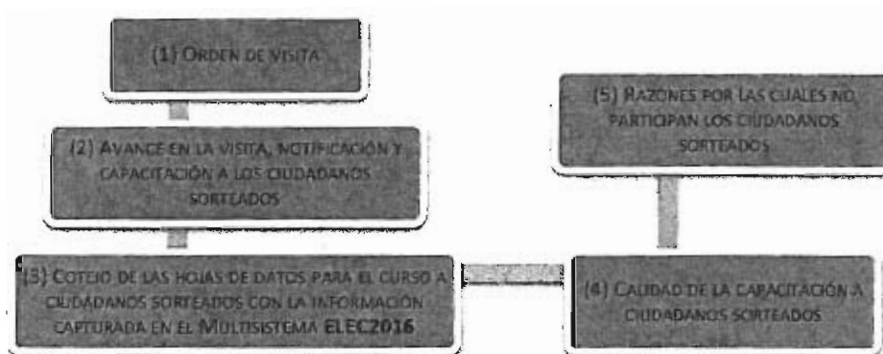 (1) ORDEN DE VISITA
(2) AVANCE EN LA VISITA, NOTIFICACIÓN Y
CAPACITACIÓN A LOS CIUDADANOS
SORTEADOS
(3) COTEJO DE LAS HOJAS DE DATOS PARA EL CURSO A
CIUDADANOS SORTEADOS CON LA INFORMACIÓN
CAPTURADA EN EL MULTISISTEMA ELEC2016
(4) CALIDAD DE LA CAPACITACIÓN A
CIUDADANOS SORTEADOS
(5) RAZONES POR LAS CUALES NO
PARTICIPAN LOS CIUDADANOS
SORTEADOS